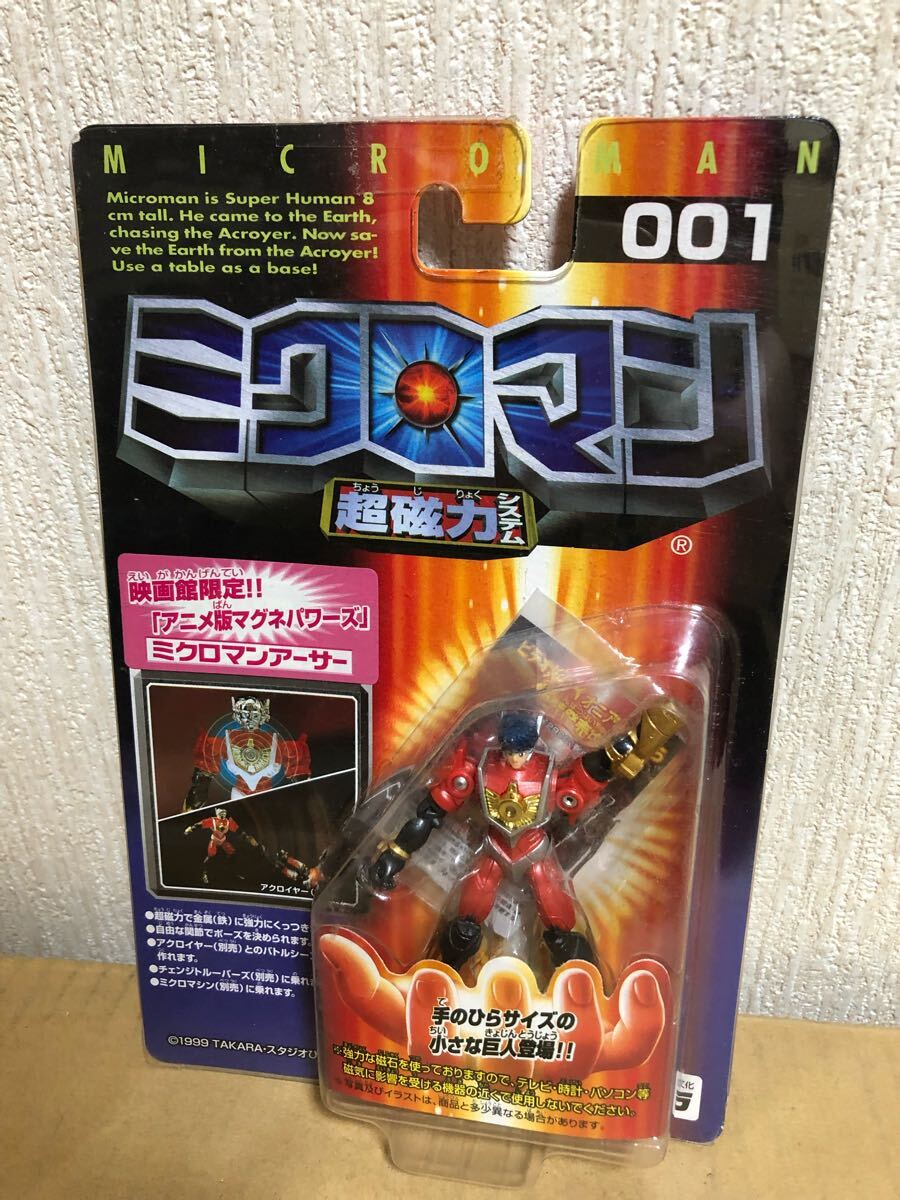 MICROMAN
Microman is Super Human 8
cm tall. He came to the Earth,
chasing the Acroyer. Now sa-
ve the Earth from the Acroyer!
Use a table as a base!
001
ミクロマン
ちょうじりょく
超磁力システム
®
えいがかんげんてい
映画館限定!!
ばん
「アニメ版マグネパワーズ」
ミクロマンアーサー
アクロイヤー(
●超磁力で金属(鉄)に強力にくっつき
●自由な関節でポーズを決められます。
●アクロイヤー(別売)とのバトルシーン
作れます。
●チェンジトルーパーズ(別売)に乗れ
●ミクロマシン(別売)に乗れます。
©1999 TAKARA・スタジオぴ
て
手のひらサイズの
ちいきょじんとうじょう
小さな巨人登場!!
※強力な磁石を使っておりますので、テレビ・時計・パソコン等
磁気に影響を受ける機器の近くで使用しないでください。
※写真及びイラストは、商品と多少異なる場合があります。